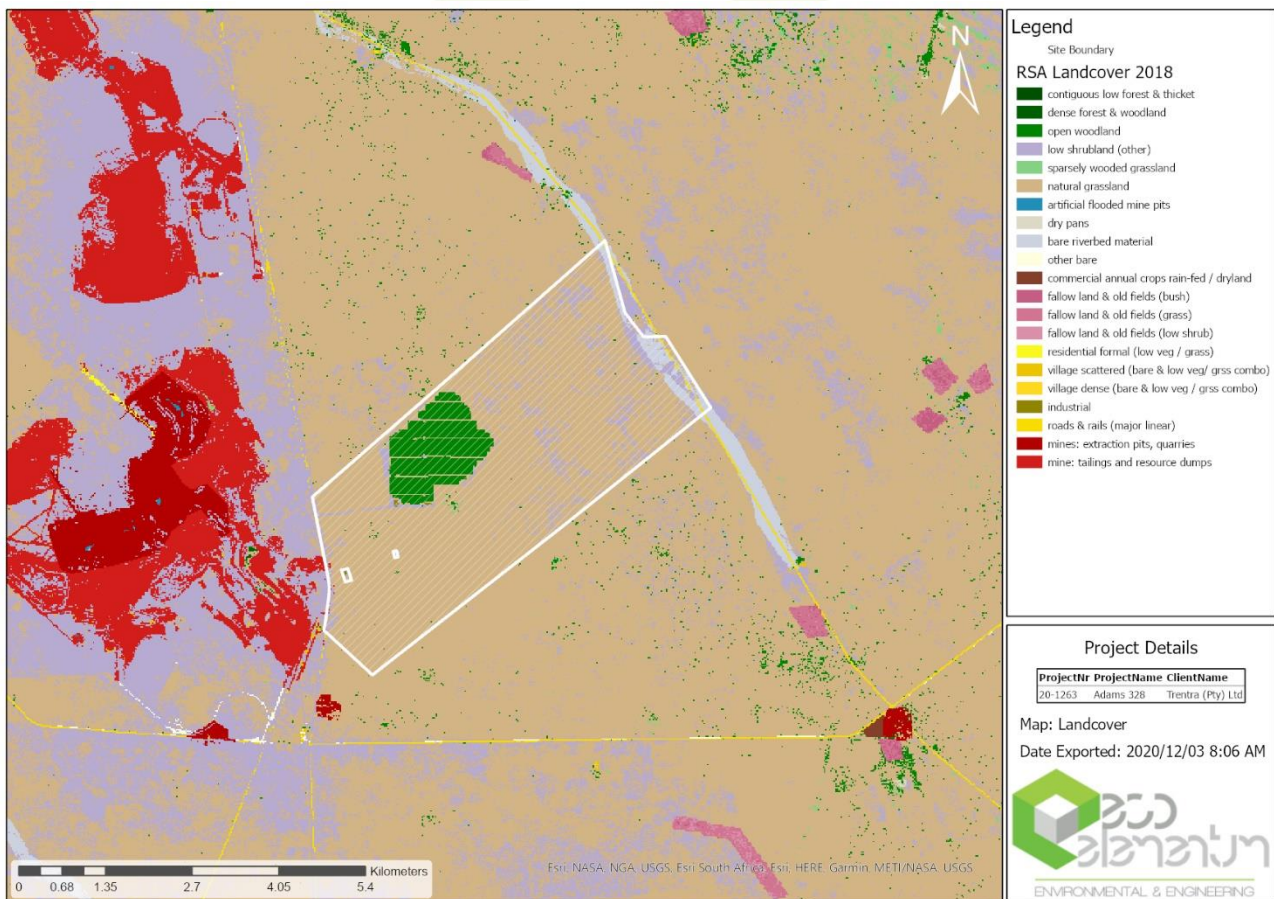 N
Legend
Site Boundary
RSA Landcover 2018
contiguous low forest & thicket
dense forest & woodland
open woodland
low shrubland (other)
sparsely wooded grassland
natural grassland
artificial flooded mine pits
dry pans
bare riverbed material
other bare
commercial annual crops rain-fed / dryland
fallow land & old fields (bush)
fallow land & old fields (grass)
fallow land & old fields (low shrub)
residential formal (low veg / grass)
village scattered (bare & low veg/ grss combo)
village dense (bare & low veg / grss combo)
industrial
roads & rails (major linear)
mines: extraction pits, quarries
mine: tailings and resource dumps
Project Details
ProjectNr ProjectName ClientName
20-1263 Adams 328 Trentra (Pty) Ltd
Map: Landcover
Date Exported: 2020/12/03 8:06 AM
eco
elementum
ENVIRONMENTAL & ENGINEERING
Kilometers
0 0.68 1.35 2.7 4.05 5.4
Esri, NASA, NGA, USGS, Esri South Africa, Esri, HERE, Garmin, METI/NASA, USGS